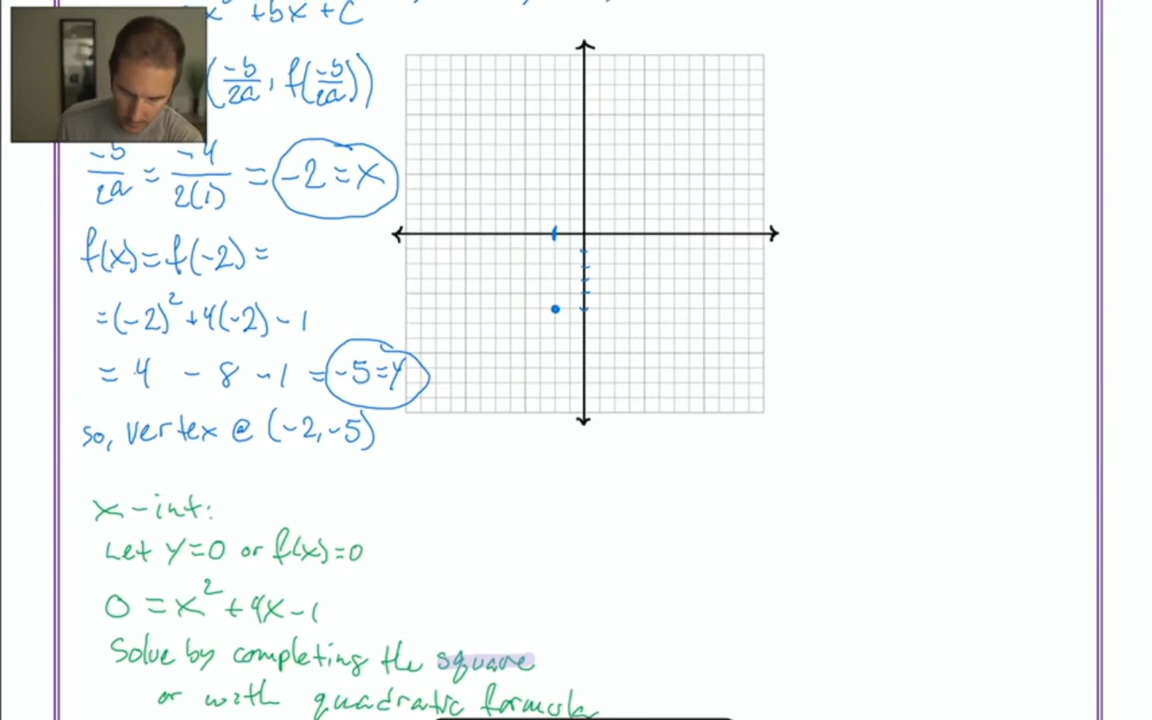 x² + bx + c
(-b/2a, f(-b/2a))
-b/2a = -4/2(1) = -2 = x
f(x) = f(-2) =
= (-2)² + 4(-2) - 1
= 4 - 8 - 1 = -5 = y
so, vertex @ (-2, -5)
x-int:
Let y=0 or f(x)=0
0 = x² + 4x - 1
Solve by completing the square
or with quadratic formula